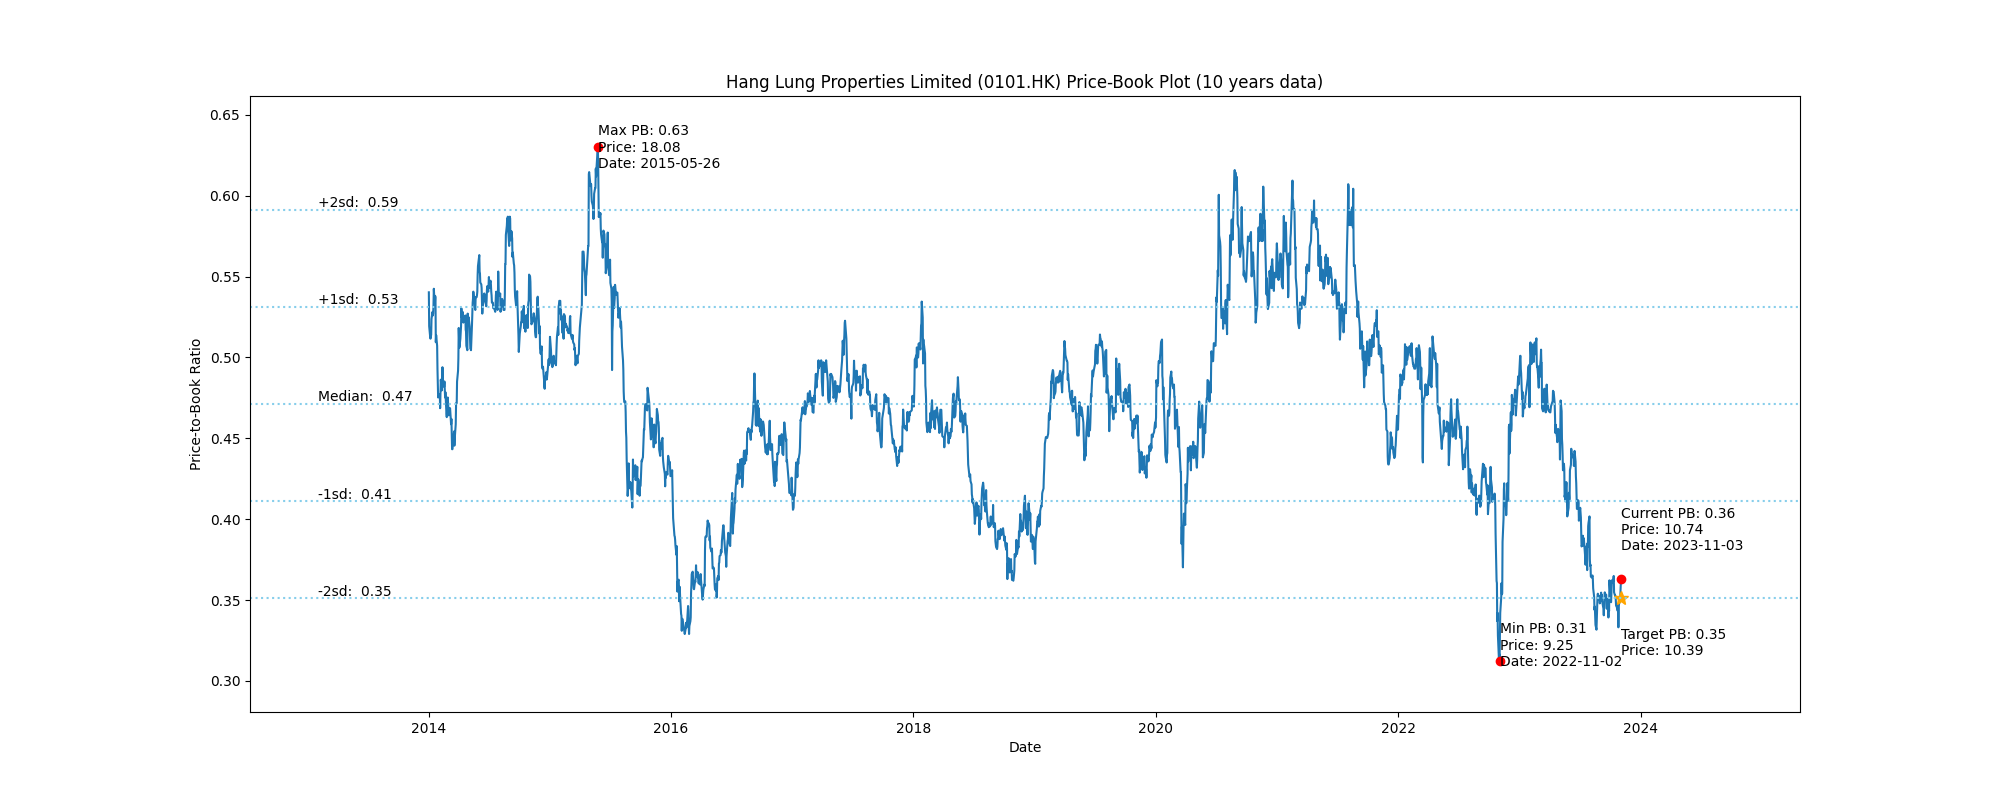 Hang Lung Properties Limited (0101.HK) Price-Book Plot (10 years data)
Price-to-Book Ratio
0.65
0.60
0.55
0.50
0.45
0.40
0.35
0.30
Max PB: 0.63
Price: 18.08
Date: 2015-05-26
+2sd:  0.59
+1sd:  0.53
Median:  0.47
-1sd:  0.41
-2sd:  0.35
Current PB: 0.36
Price: 10.74
Date: 2023-11-03
Min PB: 0.31
Price: 9.25
Date: 2022-11-02
Target PB: 0.35
Price: 10.39
2014
2016
2018
2020
2022
2024
Date